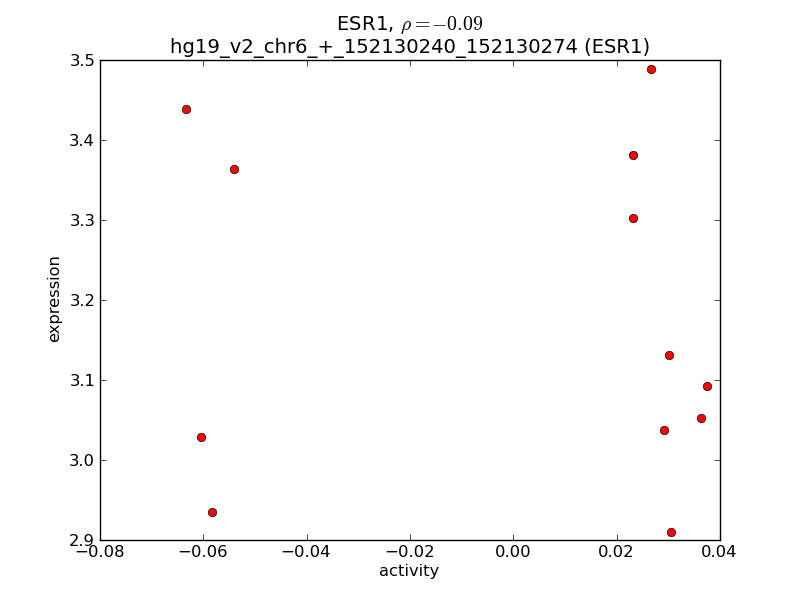 ESR1, ρ=−0.09
hg19_v2_chr6_+_152130240_152130274 (ESR1)
3.5
3.4
3.3
3.2
3.1
3.0
2.9
expression
−0.08 −0.06 −0.04 −0.02 0.00 0.02 0.04
activity